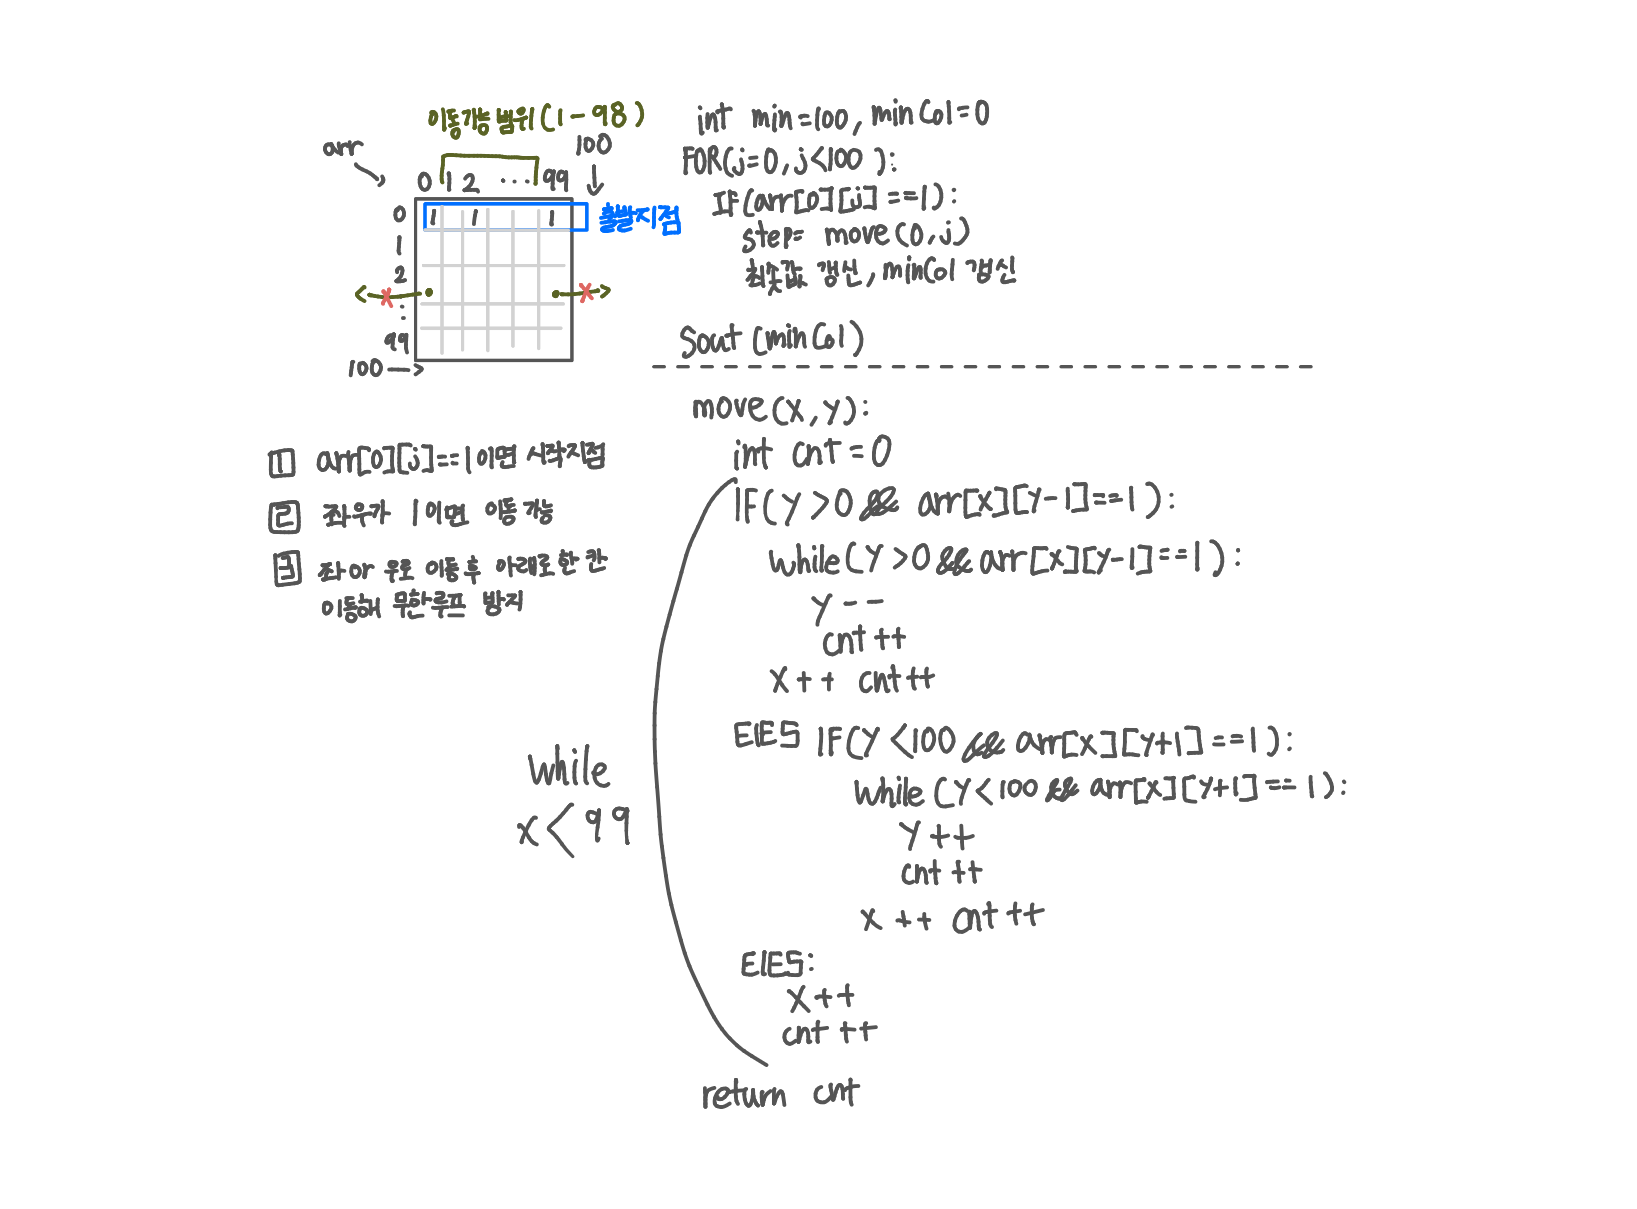 이동가능 범위(1-98)
arr
100
0 1 2 ... 99
0 1 1 1 출발지점
1
2
x x
:
99
100
1 arr[0][j]==1이면 시작지점
2 좌우가 1이면 이동 가능
3 좌 or 우로 이동 후 아래로 한 칸
이동해 무한루프 방지
int min=100, minCol=0
FOR(j=0, j<100):
IF(arr[0][j]==1):
step= move(0,j)
최솟값 갱신, minCol 갱신
Sout(minCol)
move(x,y):
int cnt=0
IF(y>0 && arr[x][y-1]==1):
while(y>0 && arr[x][y-1]==1):
y--
cnt++
x++ cnt++
ElES IF(y<100 && arr[x][y+1]==1):
while(y<100 && arr[x][y+1]==1):
y++
cnt++
x++ cnt++
ElES:
x++
cnt++
while
x<99
return cnt